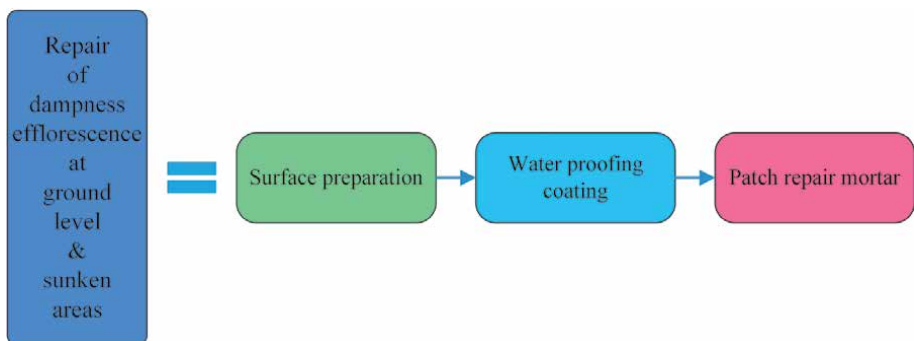 Repair
of
dampness
efflorescence
at
ground
level
&
sunken
areas
Surface preparation
Water proofing
coating
Patch repair mortar